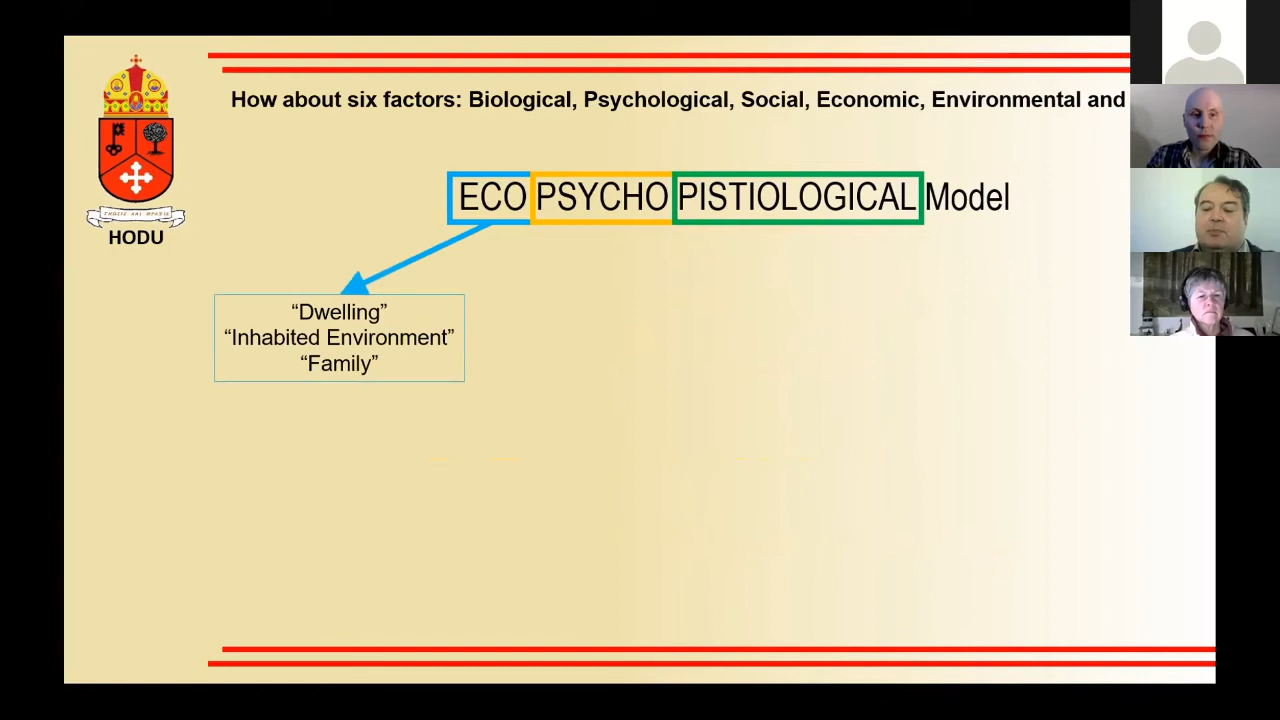 How about six factors: Biological, Psychological, Social, Economic, Environmental and
ECO PSYCHO PISTIOLOGICAL Model
HODU
“Dwelling”
“Inhabited Environment”
“Family”